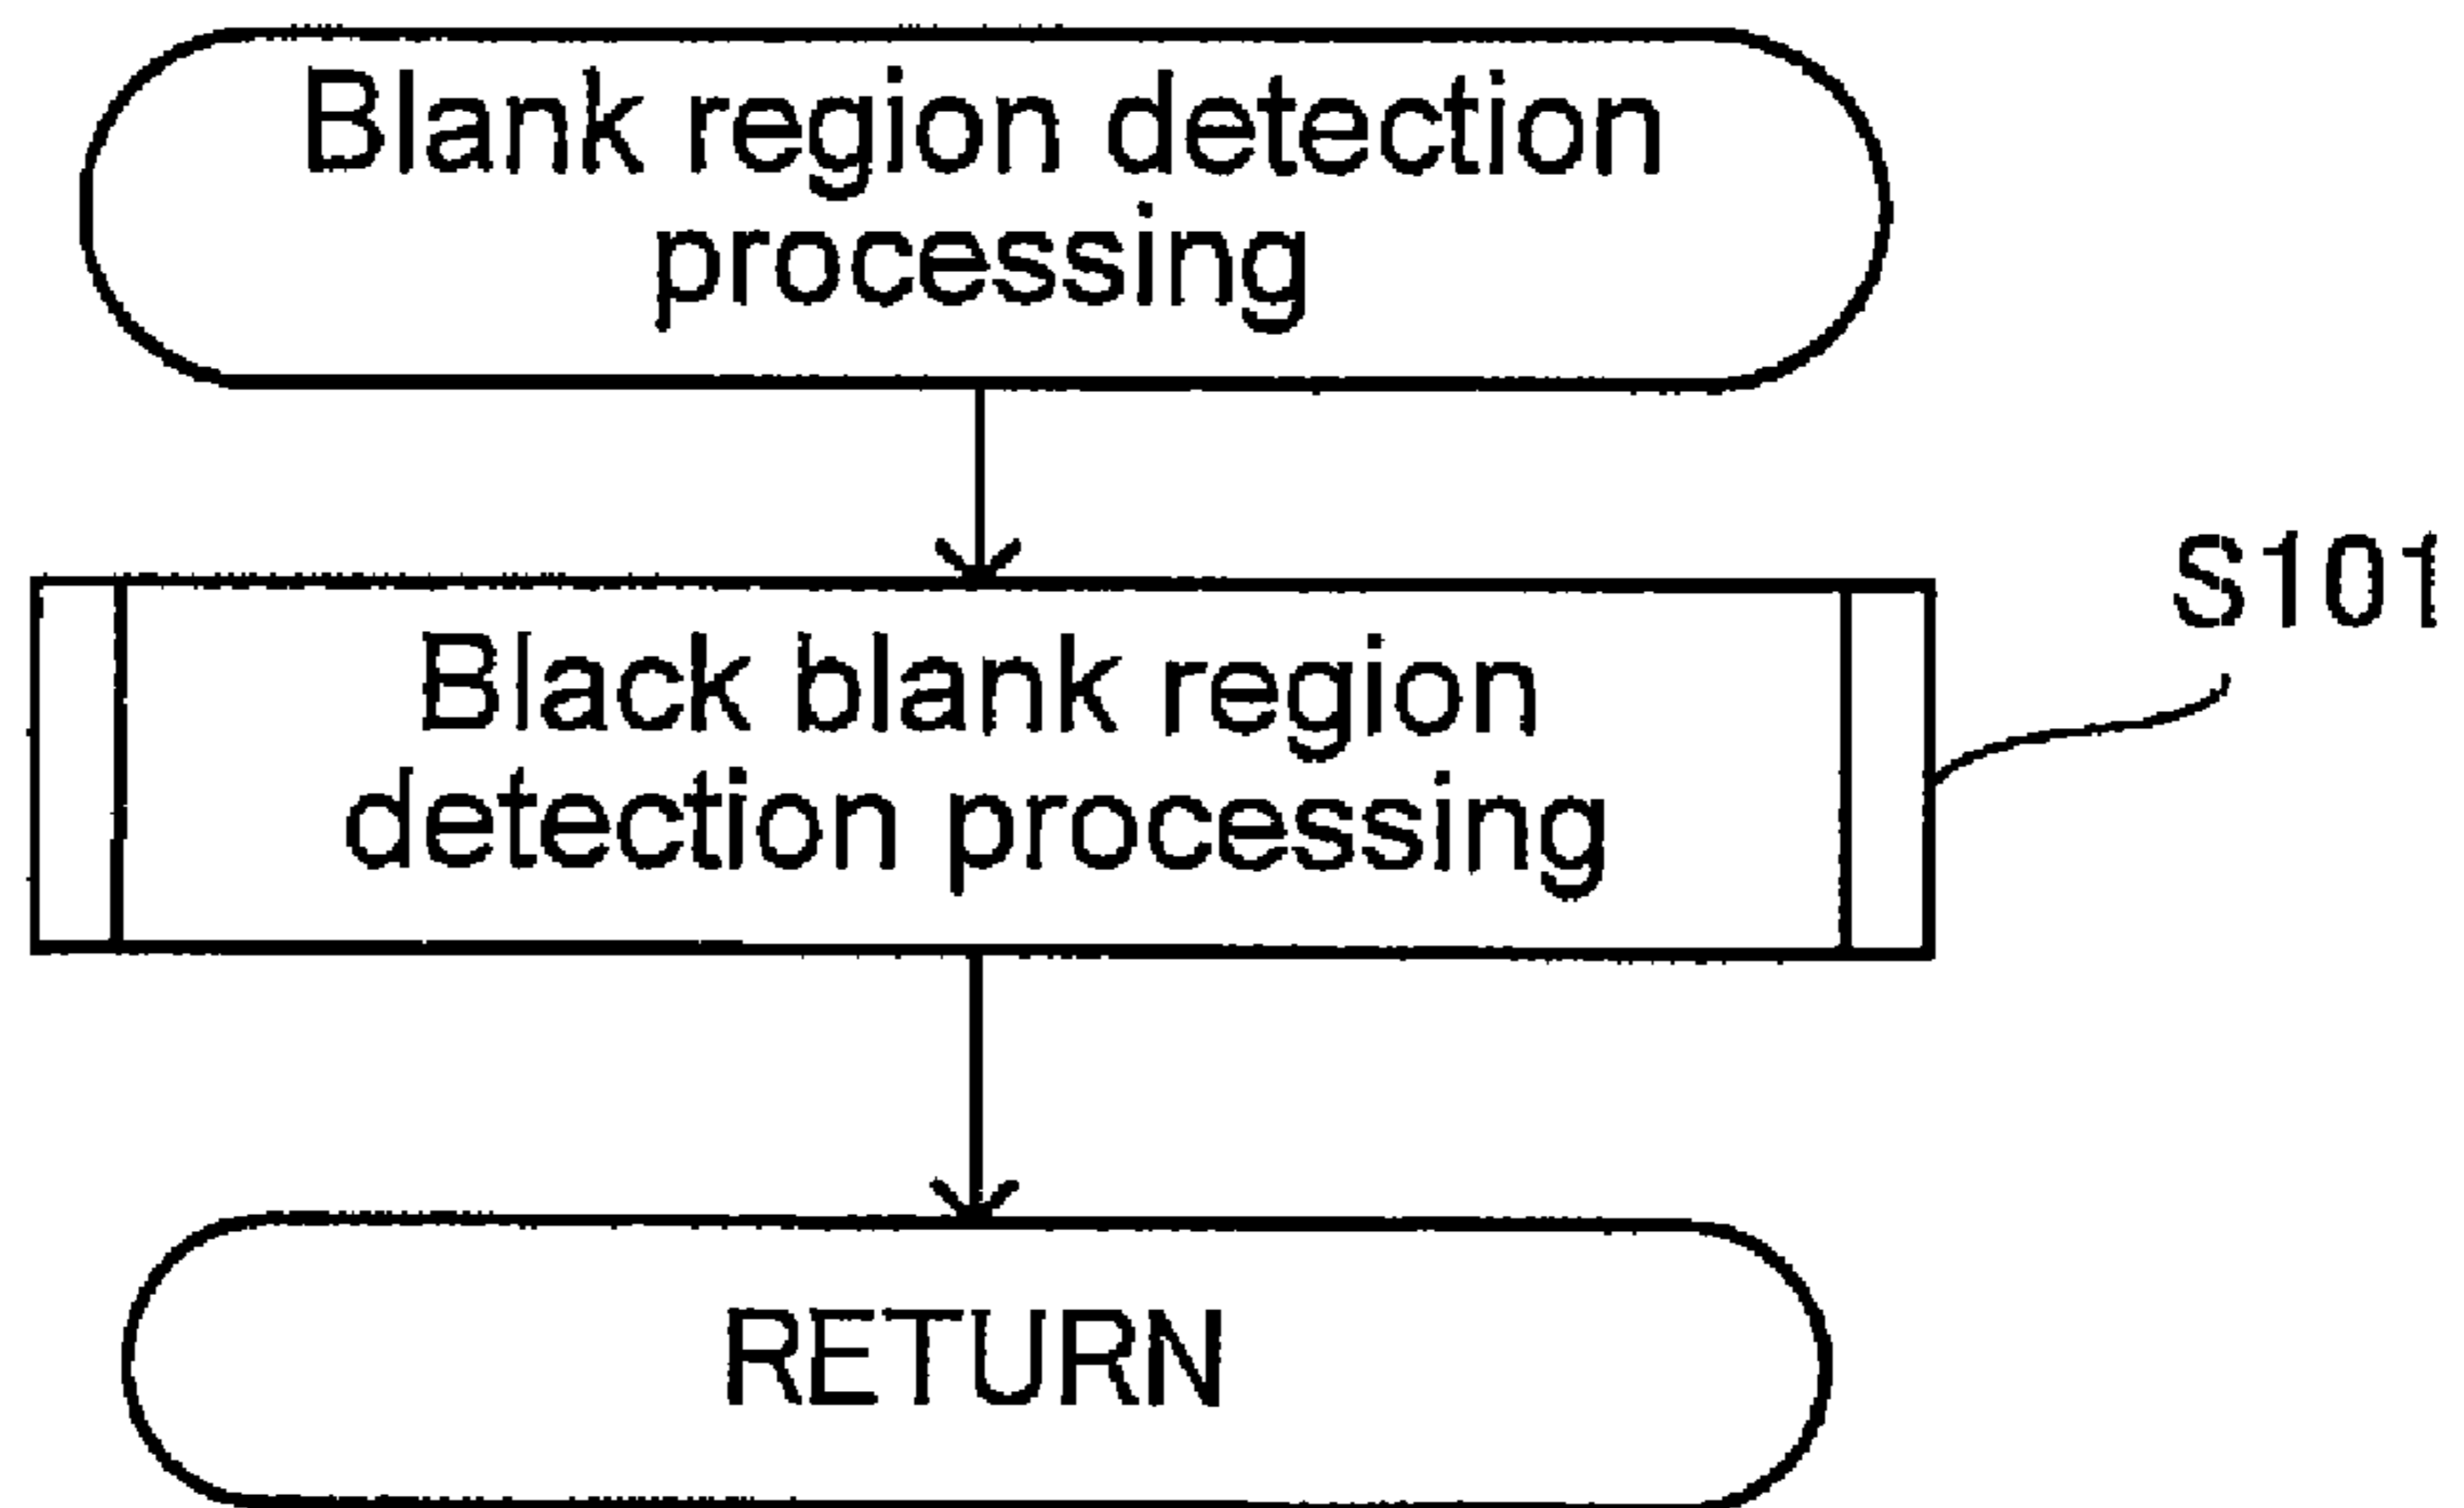 Blank region detection
processing
S101
Black blank region
detection processing
RETURN